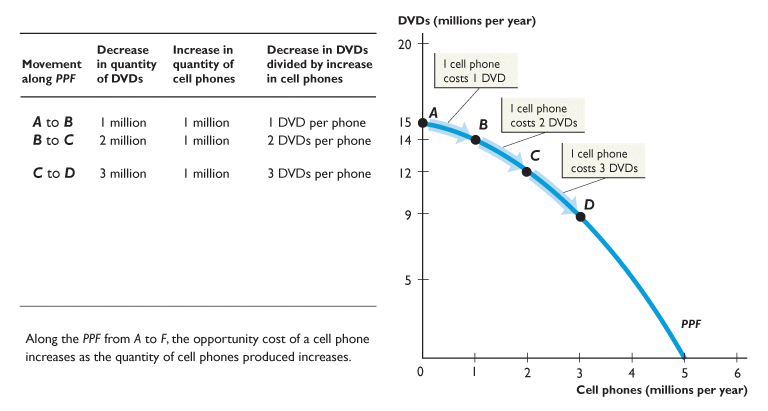 Movement
along PPF
Decrease
in quantity
of DVDs
Increase in
quantity of
cell phones
Decrease in DVDs
divided by increase
in cell phones
A to B 1 million 1 million 1 DVD per phone
B to C 2 million 1 million 2 DVDs per phone
C to D 3 million 1 million 3 DVDs per phone
Along the PPF from A to F, the opportunity cost of a cell phone
increases as the quantity of cell phones produced increases.
DVDs (millions per year)
20
15
14
12
9
5
1 cell phone
costs 1 DVD
1 cell phone
costs 2 DVDs
1 cell phone
costs 3 DVDs
A
B
C
D
PPF
0 1 2 3 4 5 6
Cell phones (millions per year)